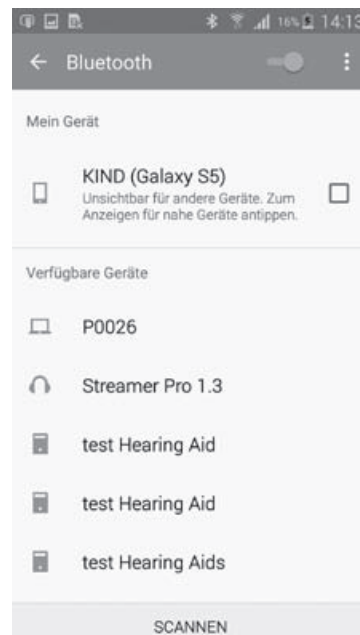 16% 14:13
Bluetooth
Mein Gerät
KIND (Galaxy S5)
Unsichtbar für andere Geräte. Zum
Anzeigen für nahe Geräte antippen.
Verfügbare Geräte
P0026
Streamer Pro 1.3
test Hearing Aid
test Hearing Aid
test Hearing Aids
SCANNEN